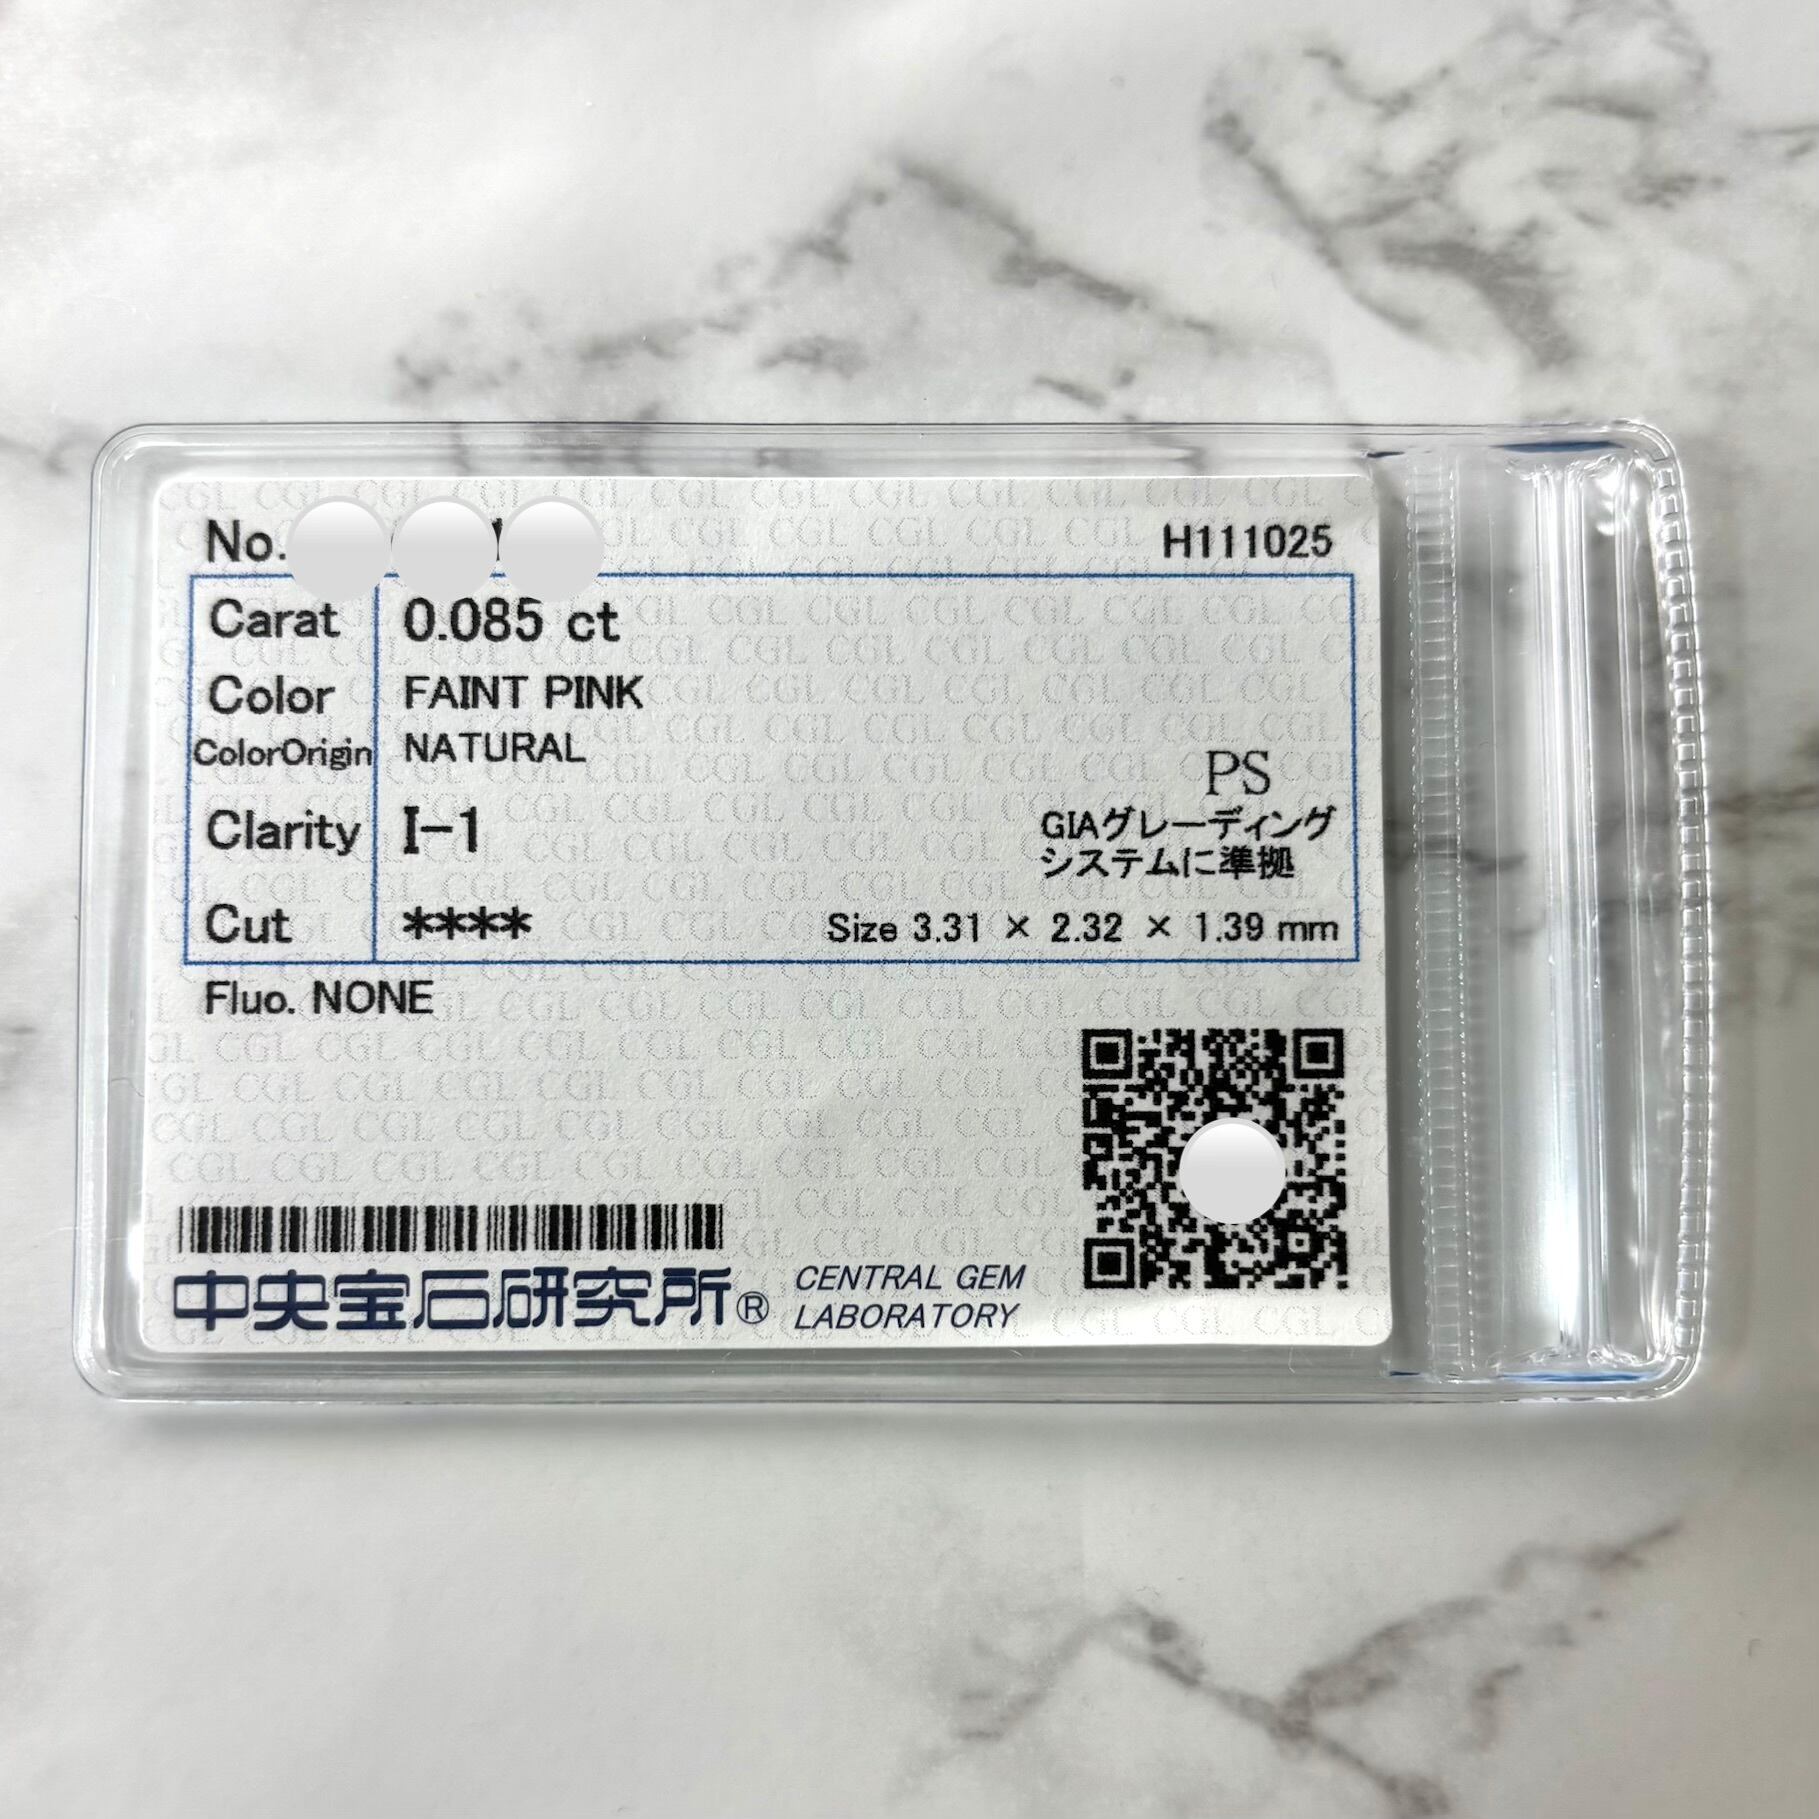 No. H111025
Carat 0.085 ct
Color FAINT PINK
ColorOrigin NATURAL
PS
Clarity I-1 GIAグレーディング
システムに準拠
Cut **** Size 3.31 × 2.32 × 1.39 mm
Fluo. NONE
中央宝石研究所® CENTRAL GEM
LABORATORY